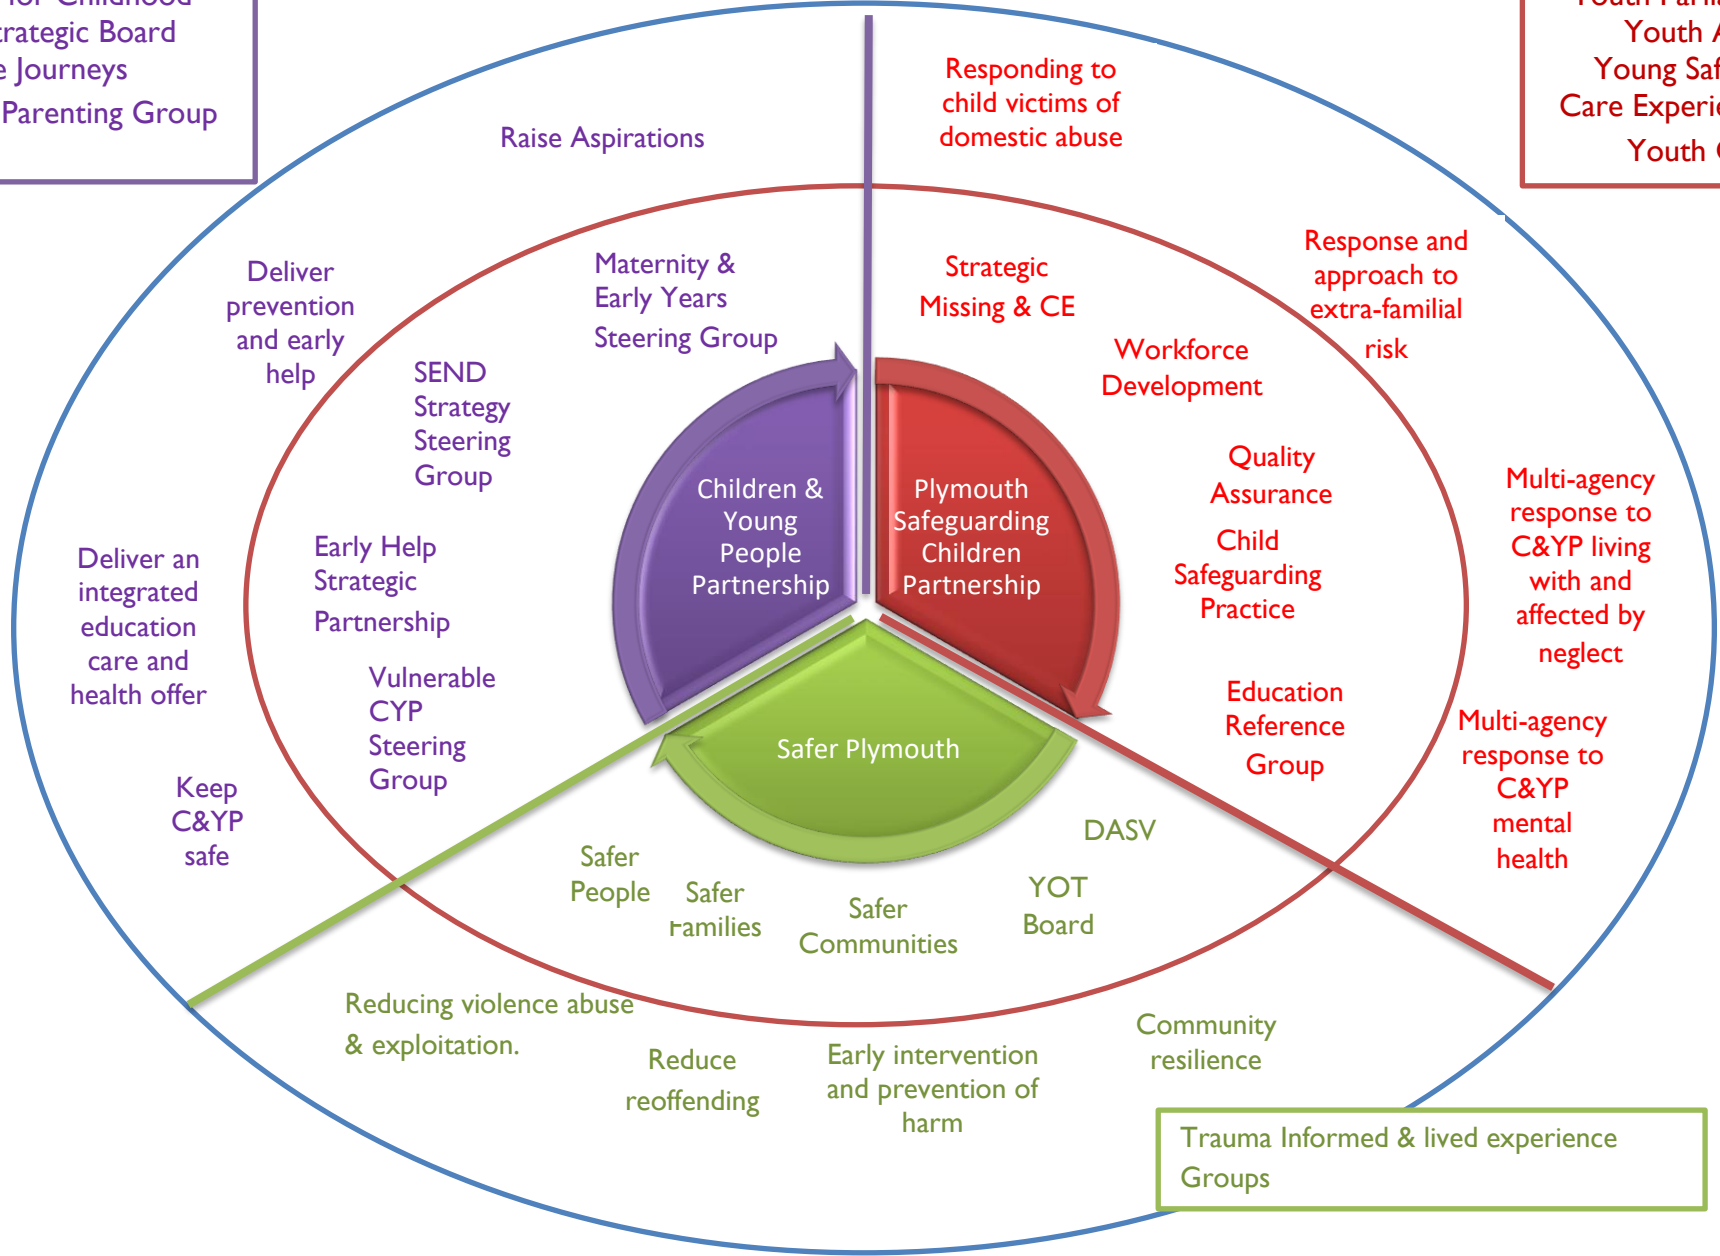 for Childhood
Strategic Board
Journeys
Parenting Group
Youth
Youth
Young
Care
Youth
Raise Aspirations
Responding to
child victims of
domestic abuse
Deliver
prevention
and early
help
Maternity &
Early Years
Steering Group
SEND
Strategy
Steering
Group
Early Help
Strategic
Partnership
Vulnerable
CYP
Steering
Group
Deliver an
integrated
education
care and
health offer
Keep
C&YP
safe
Strategic
Missing & CE
Workforce
Development
Quality
Assurance
Child
Safeguarding
Practice
Education
Reference
Group
Response and
approach to
extra-familial
risk
Multi-agency
response to
C&YP living
with and
affected by
neglect
Multi-agency
response to
C&YP
mental
health
Children &
Young
People
Partnership
Plymouth
Safeguarding
Children
Partnership
Safer Plymouth
Safer
People
Safer
Families
Safer
Communities
YOT
Board
DASV
Reducing violence abuse
& exploitation.
Reduce
reoffending
Early intervention
and prevention of
harm
Community
resilience
Trauma Informed & lived experience
Groups